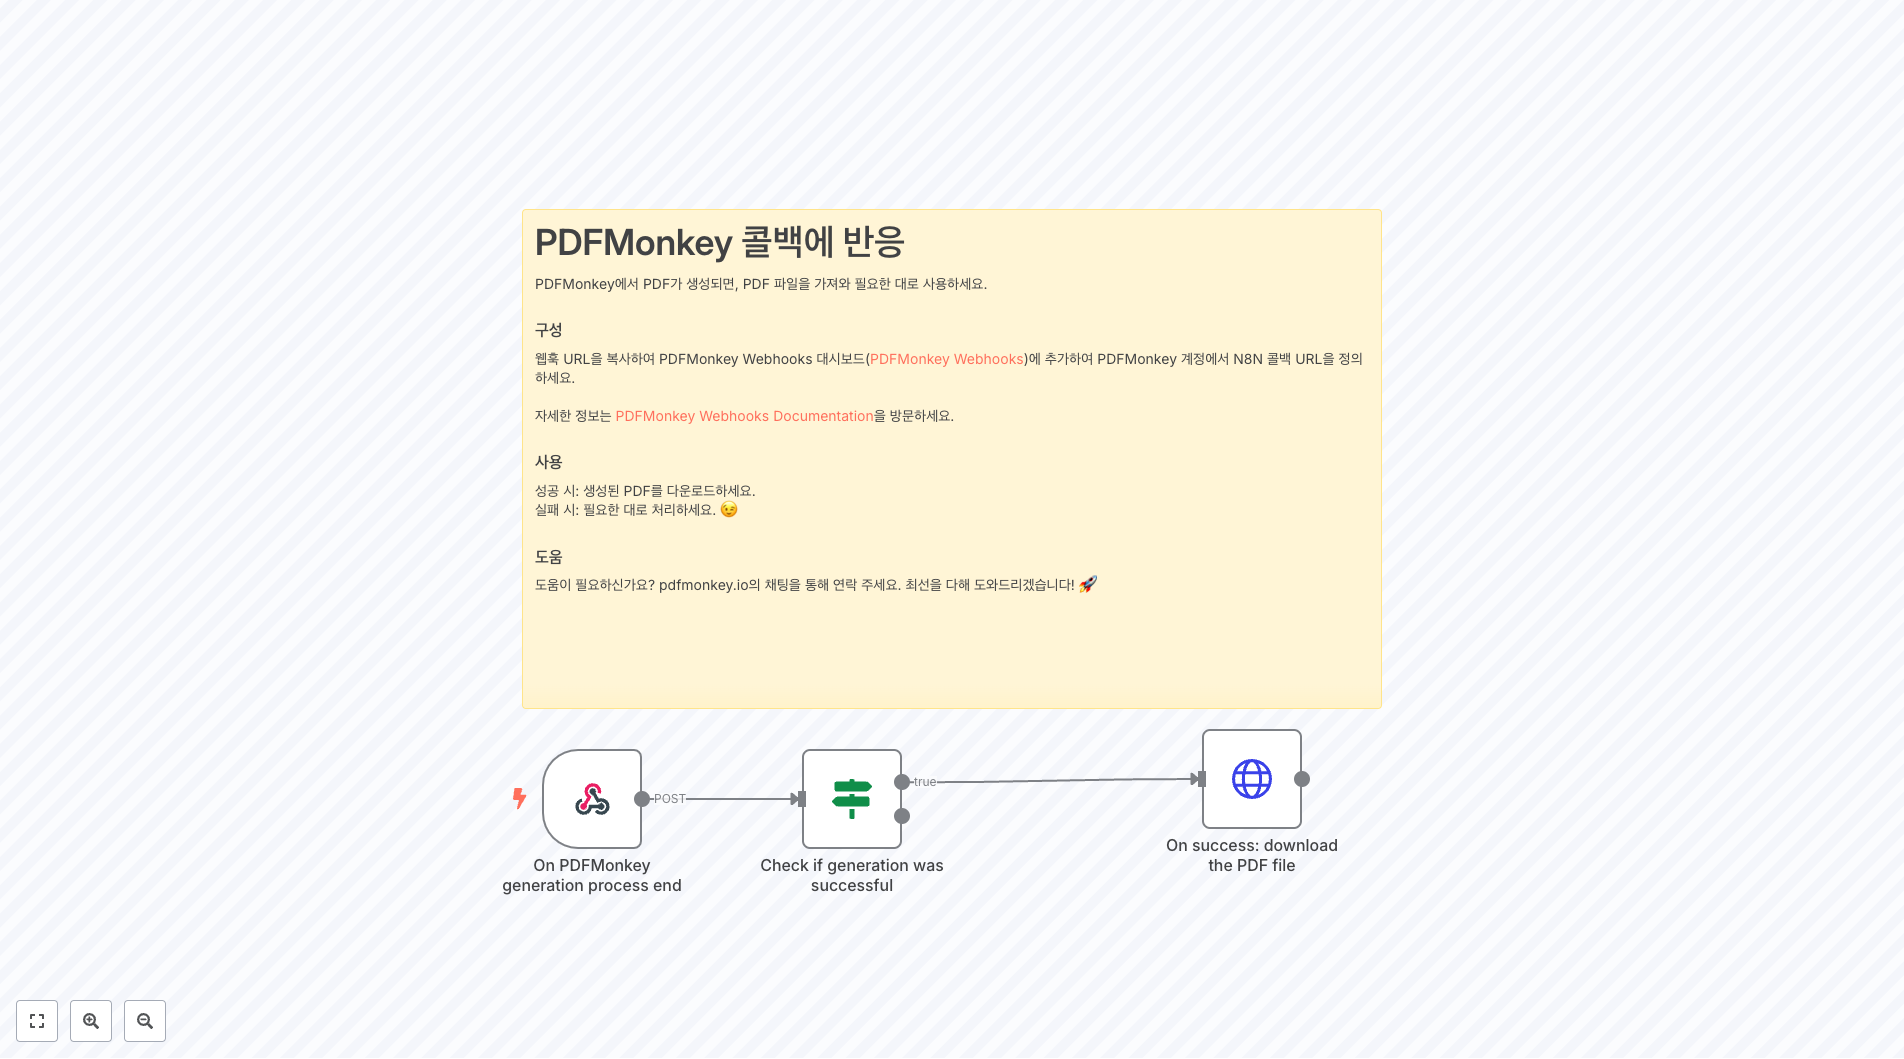 PDFMonkey 콜백에 반응
PDFMonkey에서 PDF가 생성되면, PDF 파일을 가져와 필요한 대로 사용하세요.
구성
웹훅 URL을 복사하여 PDFMonkey Webhooks 대시보드(PDFMonkey Webhooks)에 추가하여 PDFMonkey 계정에서 N8N 콜백 URL을 정의
하세요.
자세한 정보는 PDFMonkey Webhooks Documentation을 방문하세요.
사용
성공 시: 생성된 PDF를 다운로드하세요.
실패 시: 필요한 대로 처리하세요. 😉
도움
도움이 필요하신가요? pdfmonkey.io의 채팅을 통해 연락 주세요. 최선을 다해 도와드리겠습니다! 🚀
POST
true
On PDFMonkey
generation process end
Check if generation was
successful
On success: download
the PDF file